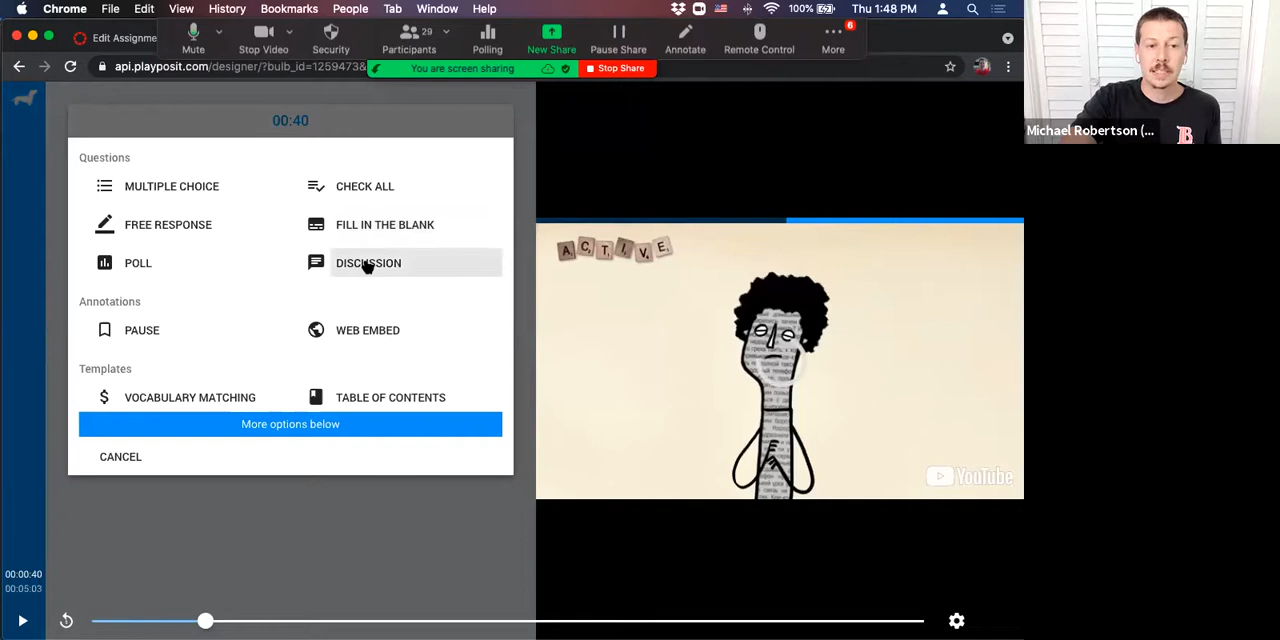 Chrome File Edit View History Bookmarks People Tab Window Help 100% Thu 1:48 PM
Edit Assignme
Mute Stop Video Security Participants 29 Polling New Share Pause Share Annotate Remote Control More 6
api.playposit.com/designer/?bulb_id=1259473&
You are screen sharing Stop Share
Michael Robertson (...
00:40
Questions
MULTIPLE CHOICE CHECK ALL
FREE RESPONSE FILL IN THE BLANK
POLL DISCUSSION
Annotations
PAUSE WEB EMBED
Templates
VOCABULARY MATCHING TABLE OF CONTENTS
More options below
CANCEL
ACTIVE
YouTube
00:00:40
00:05:03